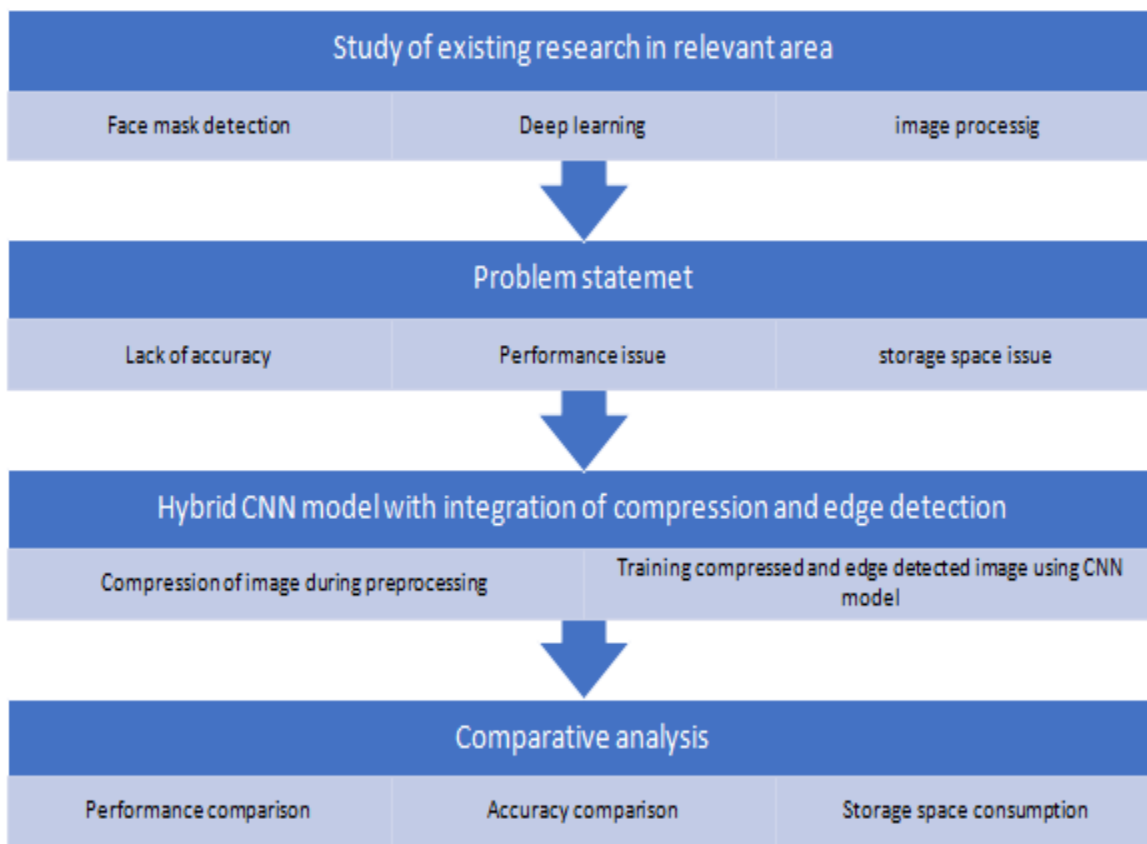 Study of existing research in relevant area
Face mask detection
Deep learning
image processig
Problem statemet
Lack of accuracy
Performance issue
storage space issue
Hybrid CNN model with integration of compression and edge detection
Compression of image during preprocessing
Training compressed and edge detected image using CNN
model
Comparative analysis
Performance comparison
Accuracy comparison
Storage space consumption